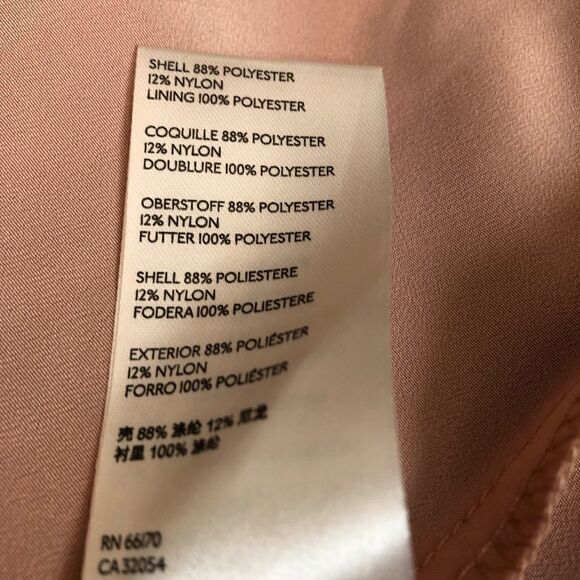 SHELL 88% POLYESTER
12% NYLON
LINING 100% POLYESTER
COQUILLE 88% POLYESTER
12% NYLON
DOUBLURE 100% POLYESTER
OBERSTOFF 88% POLYESTER
12% NYLON
FUTTER 100% POLYESTER
SHELL 88% POLIESTERE
12% NYLON
FODERA 100% POLIESTERE
EXTERIOR 88% POLIÉSTER
12% NYLON
FORRO 100% POLIÉSTER
壳 88% 涤纶 12% 尼龙
衬里 100% 涤纶
RN 66170
CA 32054